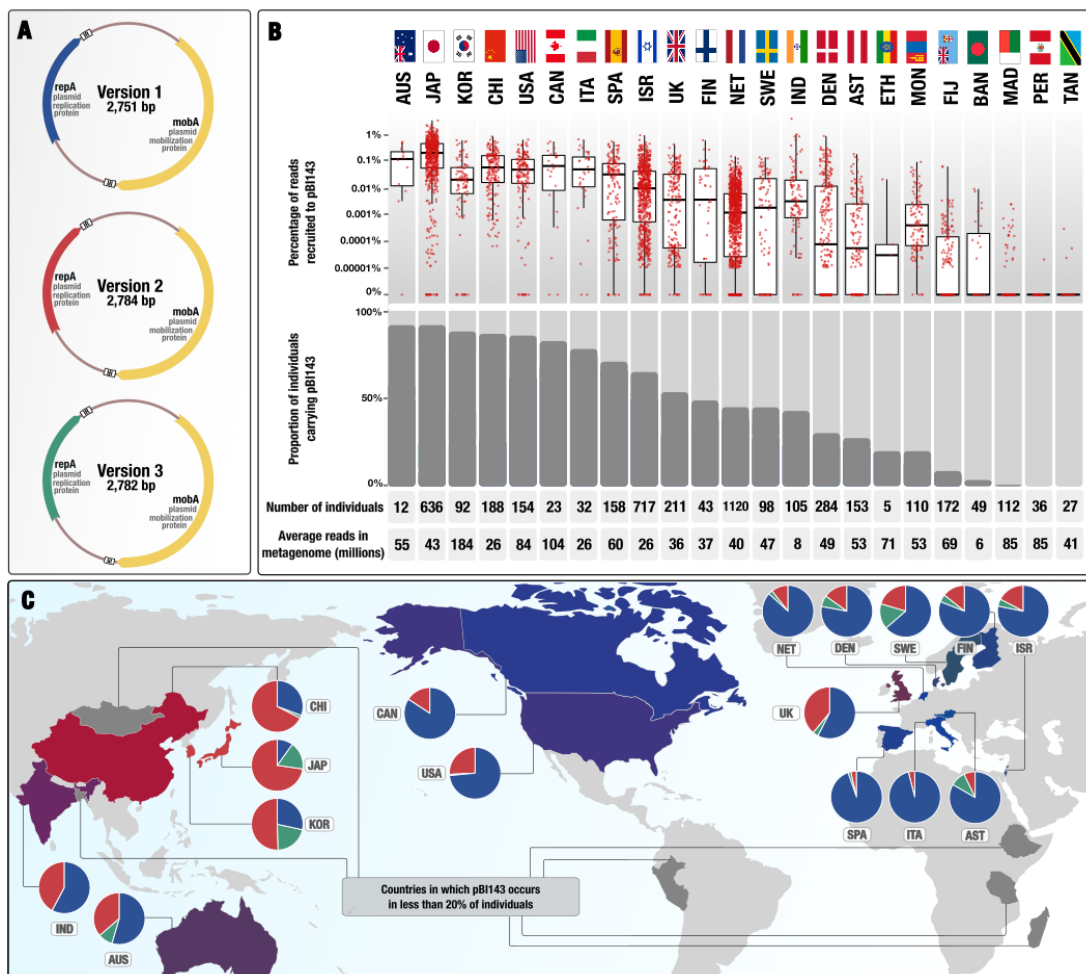 A
repA
plasmid
replication
protein
Version 1
2,751 bp
mobA
plasmid
mobilization
protein
repA
plasmid
replication
protein
Version 2
2,784 bp
mobA
plasmid
mobilization
protein
repA
plasmid
replication
protein
Version 3
2,782 bp
mobA
plasmid
mobilization
protein
B
AUS JAP KOR CHI USA CAN ITA SPA ISR UK FIN NET SWE IND DEN AST ETH MON FIJ BAN MAD PER TAN
Percentage of reads
recruited to pBI143
1%
0.1%
0.01%
0.001%
0.0001%
0.00001%
0%
Proportion of individuals
carrying pBI143
100%
50%
0%
Number of individuals 12 636 92 188 154 23 32 158 717 211 43 1120 98 105 284 153 5 110 172 49 112 36 27
Average reads in
metagenome (millions) 55 43 184 26 84 104 26 60 26 36 37 40 47 8 49 53 71 53 69 6 85 85 41
C
NET DEN SWE FIN ISR
CHI
CAN
UK
JAP
USA
KOR
SPA ITA AST
Countries in which pBI143 occurs
in less than 20% of individuals
IND
AUS